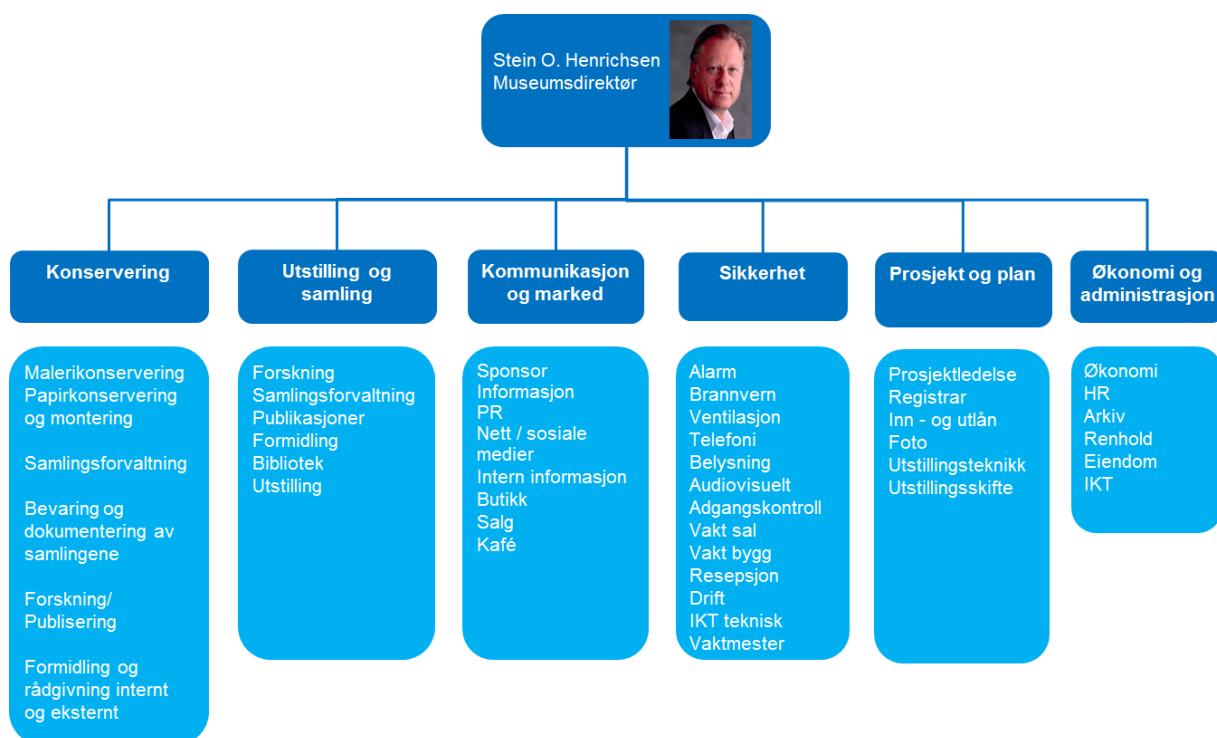 Stein O. Henrichsen
Museumsdirektør
Konservering
Utstilling og
samling
Kommunikasjon
og marked
Sikkerhet
Prosjekt og plan
Økonomi og
administrasjon
Malerikonservering
Papirkonservering
og montering
Samlingsforvaltning
Bevaring og
dokumentering av
samlingene
Forskning/
Publisering
Formidling og
rådgivning internt
og eksternt
Forskning
Samlingsforvaltning
Publikasjoner
Formidling
Bibliotek
Utstilling
Sponsor
Informasjon
PR
Nett / sosiale
medier
Intern informasjon
Butikk
Salg
Kafé
Alarm
Brannvern
Ventilasjon
Telefoni
Belysning
Audiovisuelt
Adgangskontroll
Vakt sal
Vakt bygg
Resepsjon
Drift
IKT teknisk
Vaktmester
Prosjektledelse
Registrar
Inn - og utlån
Foto
Utstillingsteknikk
Utstillingsskifte
Økonomi
HR
Arkiv
Renhold
Eiendom
IKT